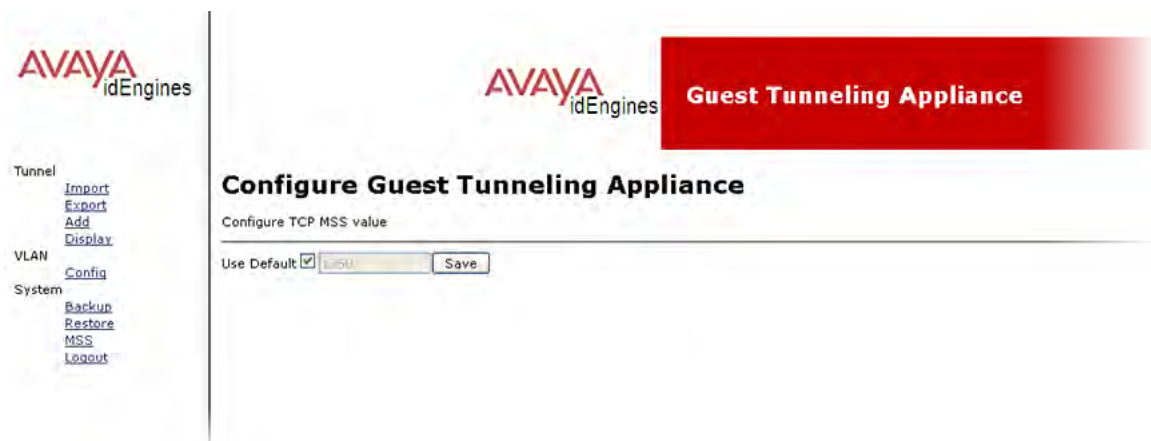 AVAYA
idEngines
AVAYA
idEngines
Guest Tunneling Appliance
Tunnel
Import
Export
Add
Display
VLAN
Config
System
Backup
Restore
MSS
Logout
Configure Guest Tunneling Appliance
Configure TCP MSS value
Use Default
Save